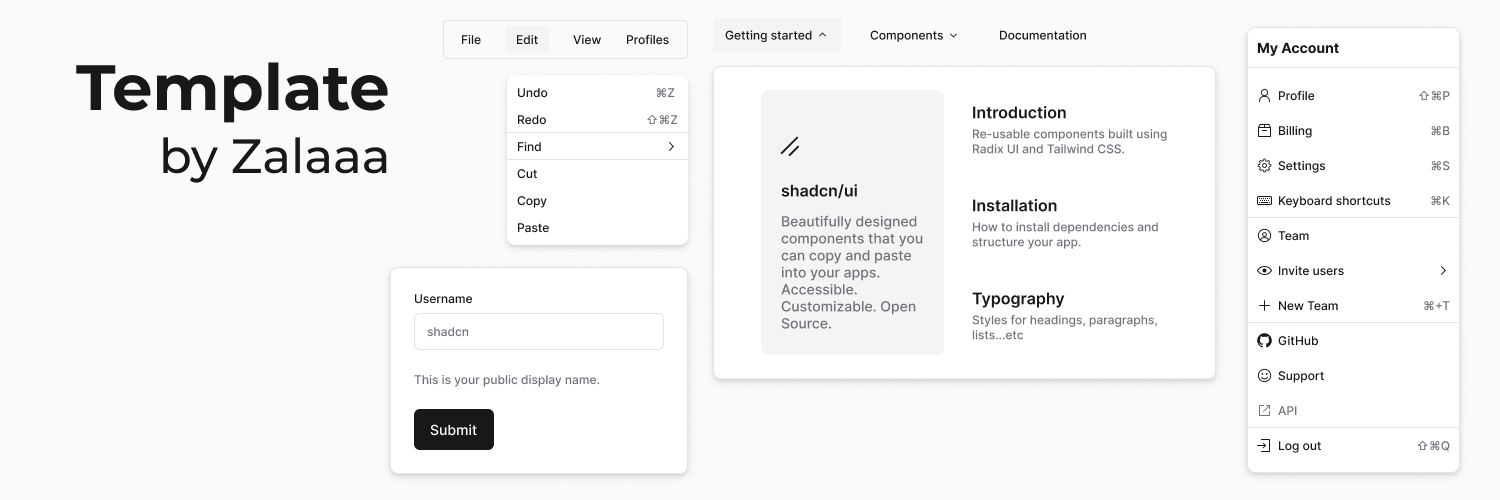 Template
by Zalaaa
File Edit View Profiles
Undo ⌘Z
Redo ⇧⌘Z
Find
Cut
Copy
Paste
Username
shadcn
This is your public display name.
Submit
Getting started Components Documentation
shadcn/ui
Beautifully designed
components that you
can copy and paste
into your apps.
Accessible.
Customizable. Open
Source.
Introduction
Re-usable components built using
Radix UI and Tailwind CSS.
Installation
How to install dependencies and
structure your app.
Typography
Styles for headings, paragraphs,
lists...etc
My Account
Profile ⇧⌘P
Billing ⌘B
Settings ⌘S
Keyboard shortcuts ⌘K
Team
Invite users
New Team ⌘+T
GitHub
Support
API
Log out ⇧⌘Q